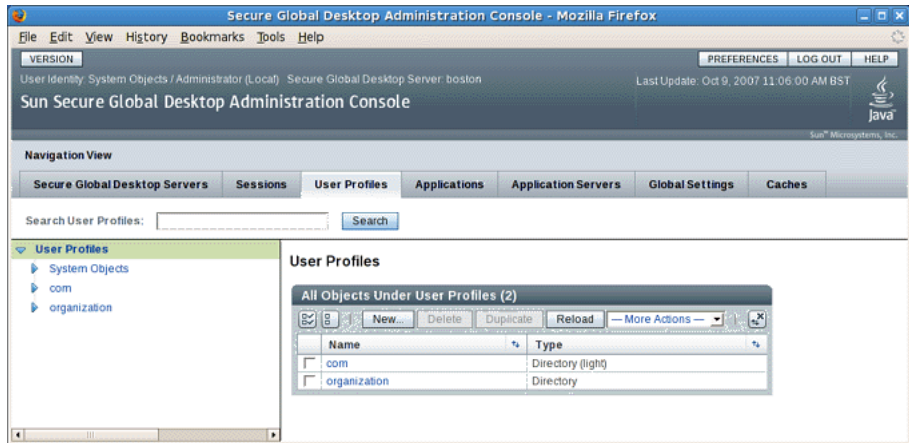 Secure Global Desktop Administration Console - Mozilla Firefox
File Edit View History Bookmarks Tools Help
VERSION PREFERENCES LOG OUT HELP
User Identity: System Objects / Administrator (Local) Secure Global Desktop Server: boston Last Update: Oct 9, 2007 11:06:00 AM BST
Sun Secure Global Desktop Administration Console
Java
Sun™ Microsystems, Inc.
Navigation View
Secure Global Desktop Servers Sessions User Profiles Applications Application Servers Global Settings Caches
Search User Profiles: Search
User Profiles
System Objects
com
organization
User Profiles
All Objects Under User Profiles (2)
New... Delete Duplicate Reload — More Actions —
Name Type
com Directory (light)
organization Directory